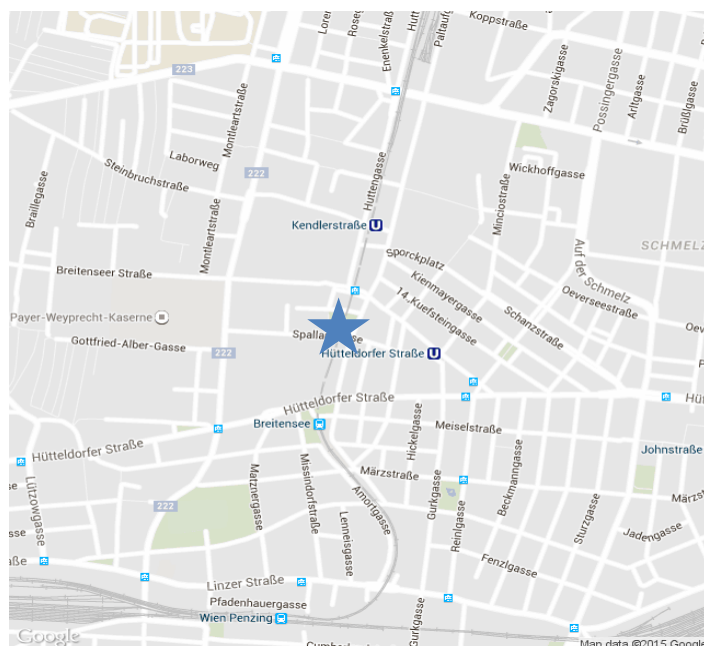 Koppstraße
223
Montleartstraße
Zagorskigasse
Possingergasse
Arltgasse
Brüßlgasse
Laborweg
Steinbruchstraße
222
Wickhoffgasse
Braillegasse
Huttengasse
Minciostraße
Kendlerstraße
Montleartstraße
Sporckplatz
Auf der Schmelz
SCHMELZ
Breitenseer Straße
Kienmayergasse
14. Kuefsteingasse
Oeverseestraße
Schanzstraße
Payer-Weyprecht-Kaserne
Gottfried-Alber-Gasse
222
Hütteldorfer Straße
Hütteldorfer Straße
Breitensee
Meiselstraße
Hickelgasse
Johnstraße
Hütteldorfer Straße
Lützowgasse
Matznergasse
Missindorfstraße
Märzstraße
Amortgasse
Gurkgasse
Reinlgasse
Beckmanngasse
Sturzgasse
222
Lenneisgasse
Jadengasse
Fenzlgasse
Linzer Straße
Pfadenhauergasse
Wien Penzing
Gurkgasse
Google
Map data ©2015 Google